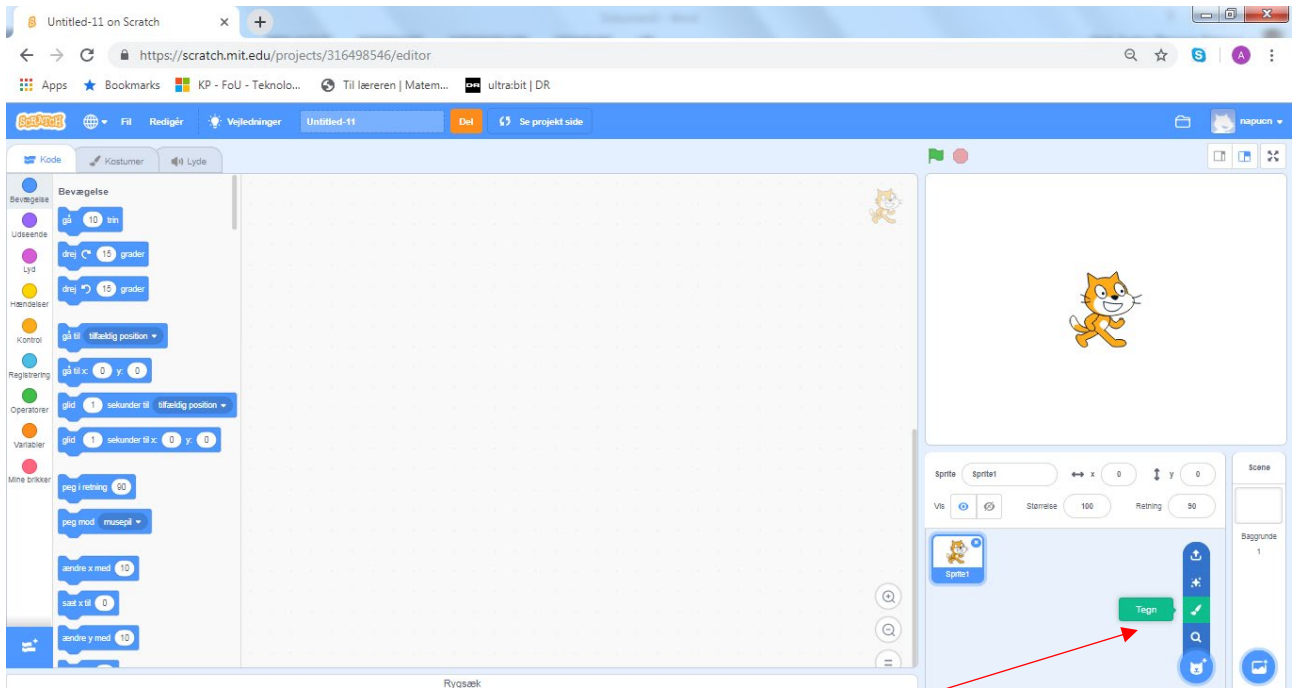 Untitled-11 on Scratch
https://scratch.mit.edu/projects/316498546/editor
S
A
Apps Bookmarks KP - FoU - Teknolo... Til læreren | Matem... DR ultra:bit | DR
SCRATCH Fil Redigér Vejledninger Untitled-11 Del Se projekt side napucn
Kode Kostumer Lyde
Bevægelse
Udseende
Lyd
Hændelser
Kontrol
Registrering
Operatorer
Variabler
Mine brikker
Bevægelse
gå 10 trin
drej 15 grader
drej 15 grader
gå til tilfældig position
gå til x: 0 y: 0
glid 1 sekunder til tilfældig position
glid 1 sekunder til x: 0 y: 0
peg i retning 90
peg mod musepil
ændre x med 10
sæt x til 0
ændre y med 10
Sprite Sprite1 x 0 y 0
Vis Størrelse 100 Retning 90
Sprite1
Tegn
Scene
Baggrunde
1
Rygsæk